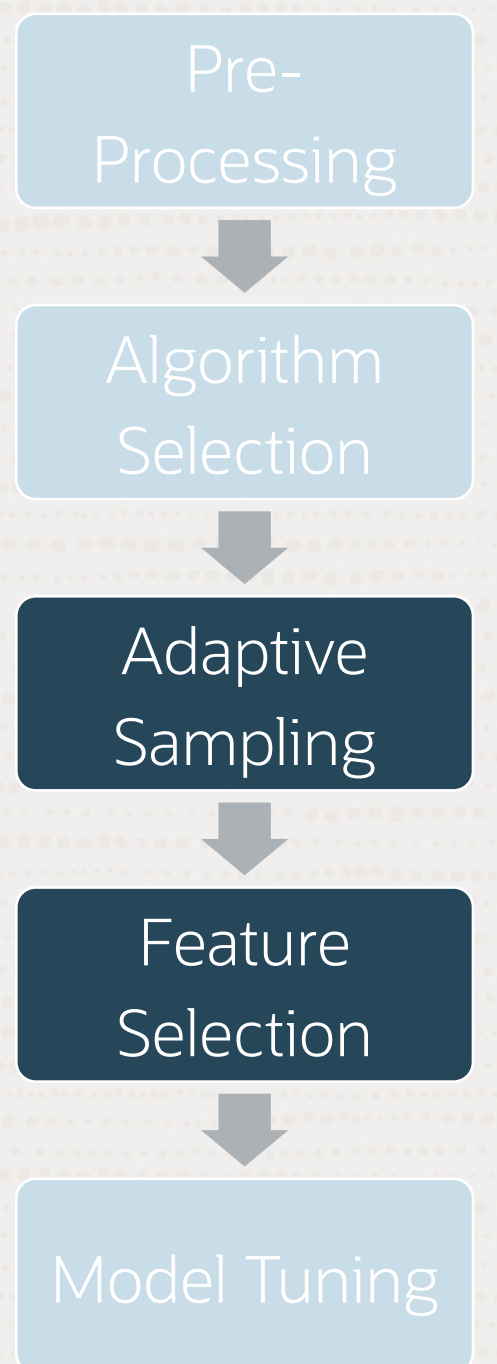 Pre-
Processing
Algorithm
Selection
Adaptive
Sampling
Feature
Selection
Model Tuning